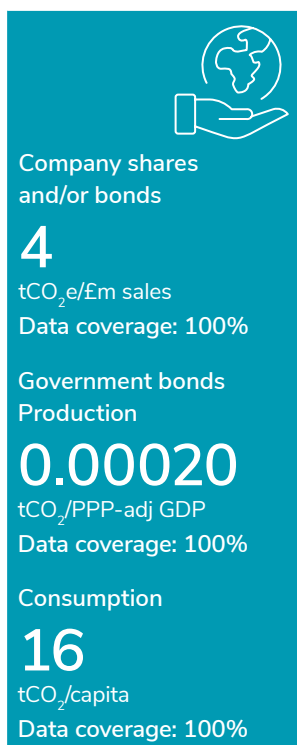 Company shares
and/or bonds
4
tCO₂e/£m sales
Data coverage: 100%
Government bonds
Production
0.00020
tCO₂/PPP-adj GDP
Data coverage: 100%
Consumption
16
tCO₂/capita
Data coverage: 100%